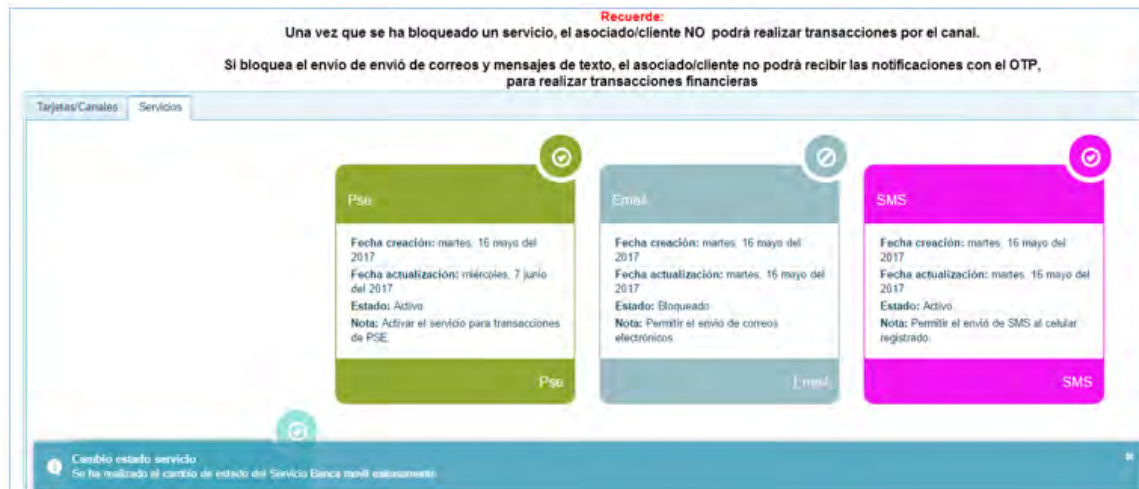 Recuerde:
Una vez que se ha bloqueado un servicio, el asociado/cliente NO podrá realizar transacciones por el canal.
Si bloquea el envío de envió de correos y mensajes de texto, el asociado/cliente no podrá recibir las notificaciones con el OTP,
para realizar transacciones financieras
Tarjetas/Canales Servicios
Pse
Fecha creación: martes, 16 mayo del
2017
Fecha actualización: miércoles, 7 junio
del 2017
Estado: Activo
Nota: Activar el servicio para transacciones
de PSE.
Pse
Email
Fecha creación: martes, 16 mayo del
2017
Fecha actualización: martes, 16 mayo del
2017
Estado: Bloqueado
Nota: Permitir el envio de correos
electrónicos
Email
SMS
Fecha creación: martes, 16 mayo del
2017
Fecha actualización: martes, 16 mayo del
2017
Estado: Activo
Nota: Permitir el envió de SMS al celular
registrado.
SMS
Cambio estado servicio
Se ha realizado el cambio de estado del Servicio Banca movil exitosamente